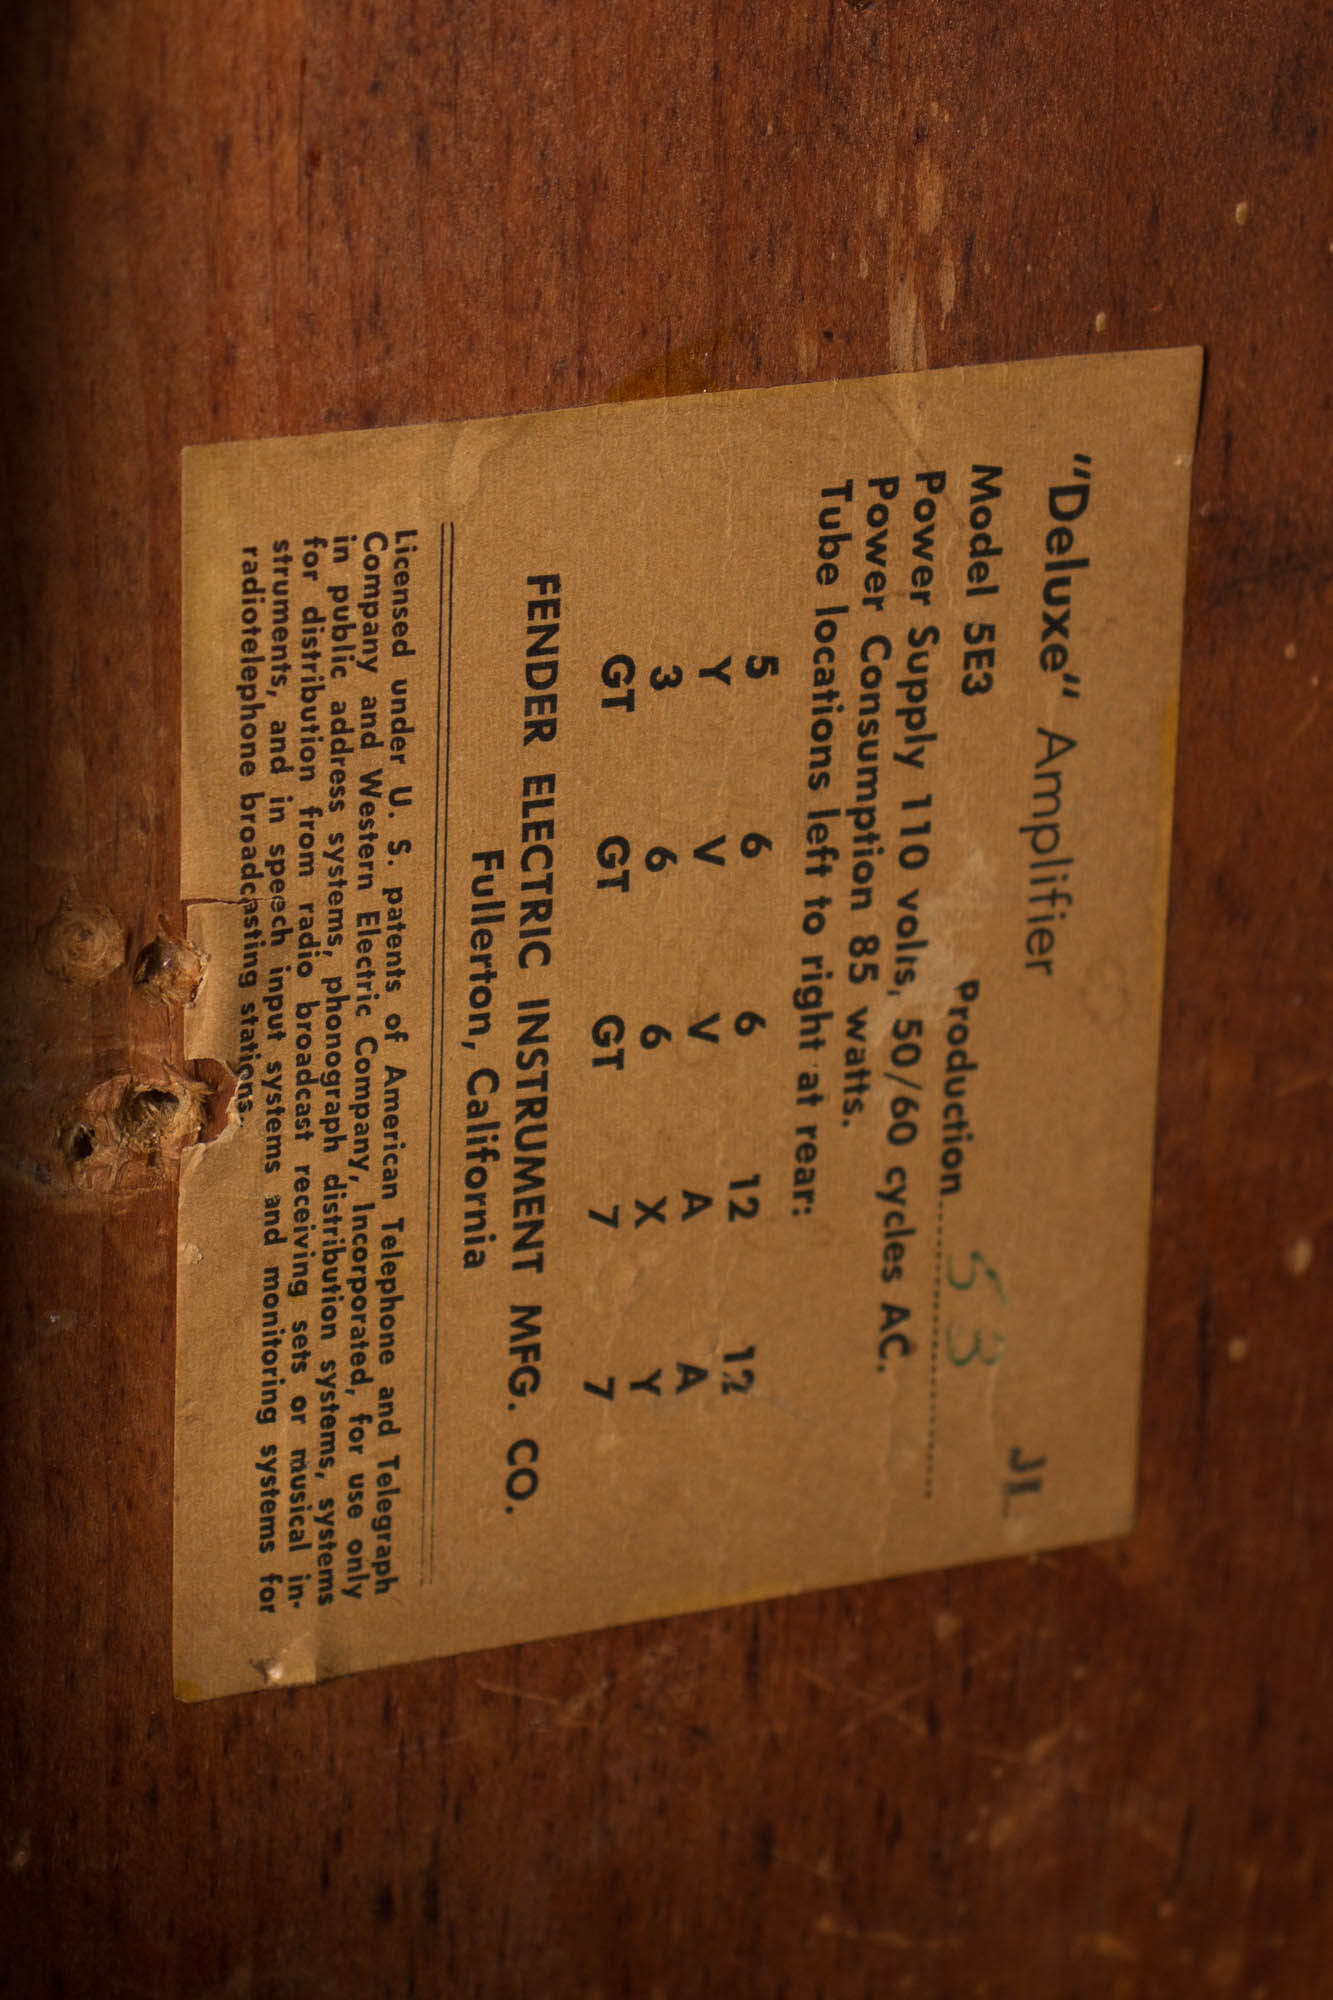 JL
"Deluxe" Amplifier
Model 5E3 Production 53
Power Supply 110 volts, 50/60 cycles AC.
Power Consumption 85 watts.
Tube locations left to right at rear:
5 6 6 12 12
Y V V A A
3 6 6 X Y
GT GT GT 7 7
FENDER ELECTRIC INSTRUMENT MFG. CO.
Fullerton, California
Licensed under U. S. patents of American Telephone and Telegraph
Company and Western Electric Company, Incorporated, for use only
in public address systems, phonograph distribution systems, systems
for distribution from radio broadcast receiving sets or musical in-
struments, and in speech input systems and monitoring systems for
radiotelephone broadcasting stations.